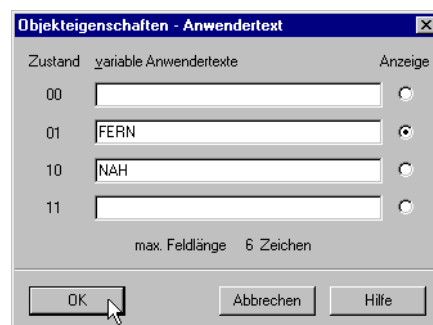 Objekteigenschaften - Anwendertext
Zustand variable Anwendertexte Anzeige
00
01 FERN
10 NAH
11
max. Feldlänge 6 Zeichen
OK Abbrechen Hilfe